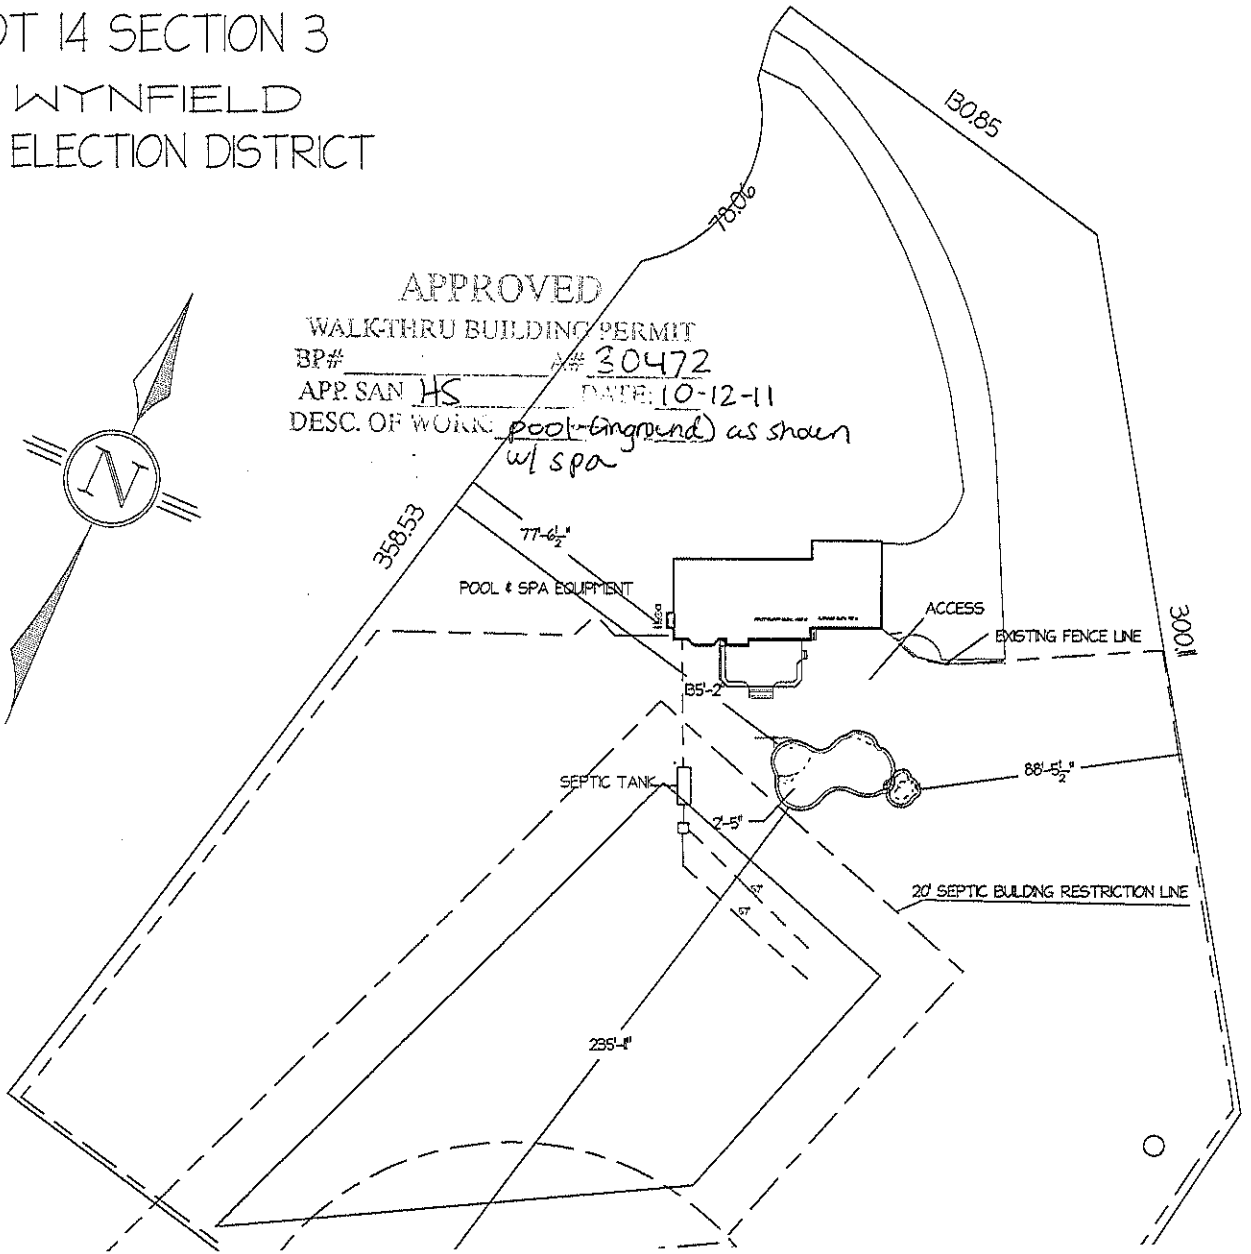 OT 14 SECTION 3
WYNFIELD
ELECTION DISTRICT
130.85
78.06
APPROVED
WALK-THRU BUILDING PERMIT
BP# A# 30472
APP. SAN HS DATE: 10-12-11
DESC. OF WORK: pool (inground) as shown
w/ spa
N
358.53
77'-6½"
POOL & SPA EQUIPMENT
ACCESS
EXISTING FENCE LINE
300.11
135'-2"
88'-5½"
SEPTIC TANK
2'-5"
57'
57'
20' SEPTIC BUILDING RESTRICTION LINE